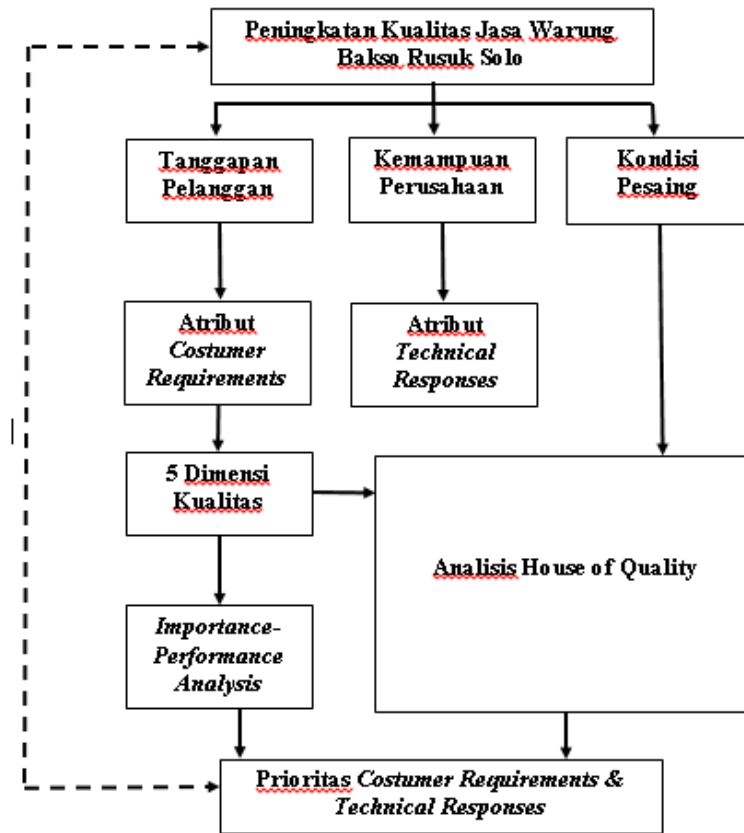 Peningkatan Kualitas Jasa Warung
Bakso Rusuk Solo
Tanggapan
Pelanggan
Kemampuan
Perusahaan
Kondisi
Pesaing
Atribut
Costumer
Requirements
Atribut
Technical
Responses
5 Dimensi
Kualitas
Analisis House of Quality
Importance-
Performance
Analysis
Prioritas Costumer Requirements &
Technical Responses